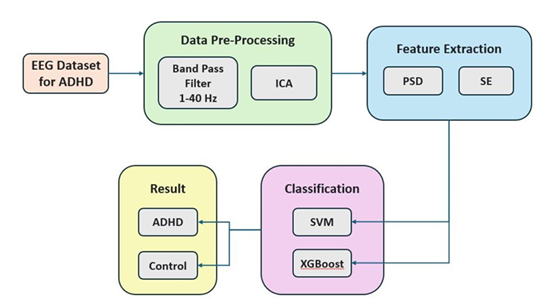 EEG Dataset
for ADHD
Data Pre-Processing
Band Pass
Filter
1-40 Hz
ICA
Feature Extraction
PSD
SE
Result
ADHD
Control
Classification
SVM
XGBoost